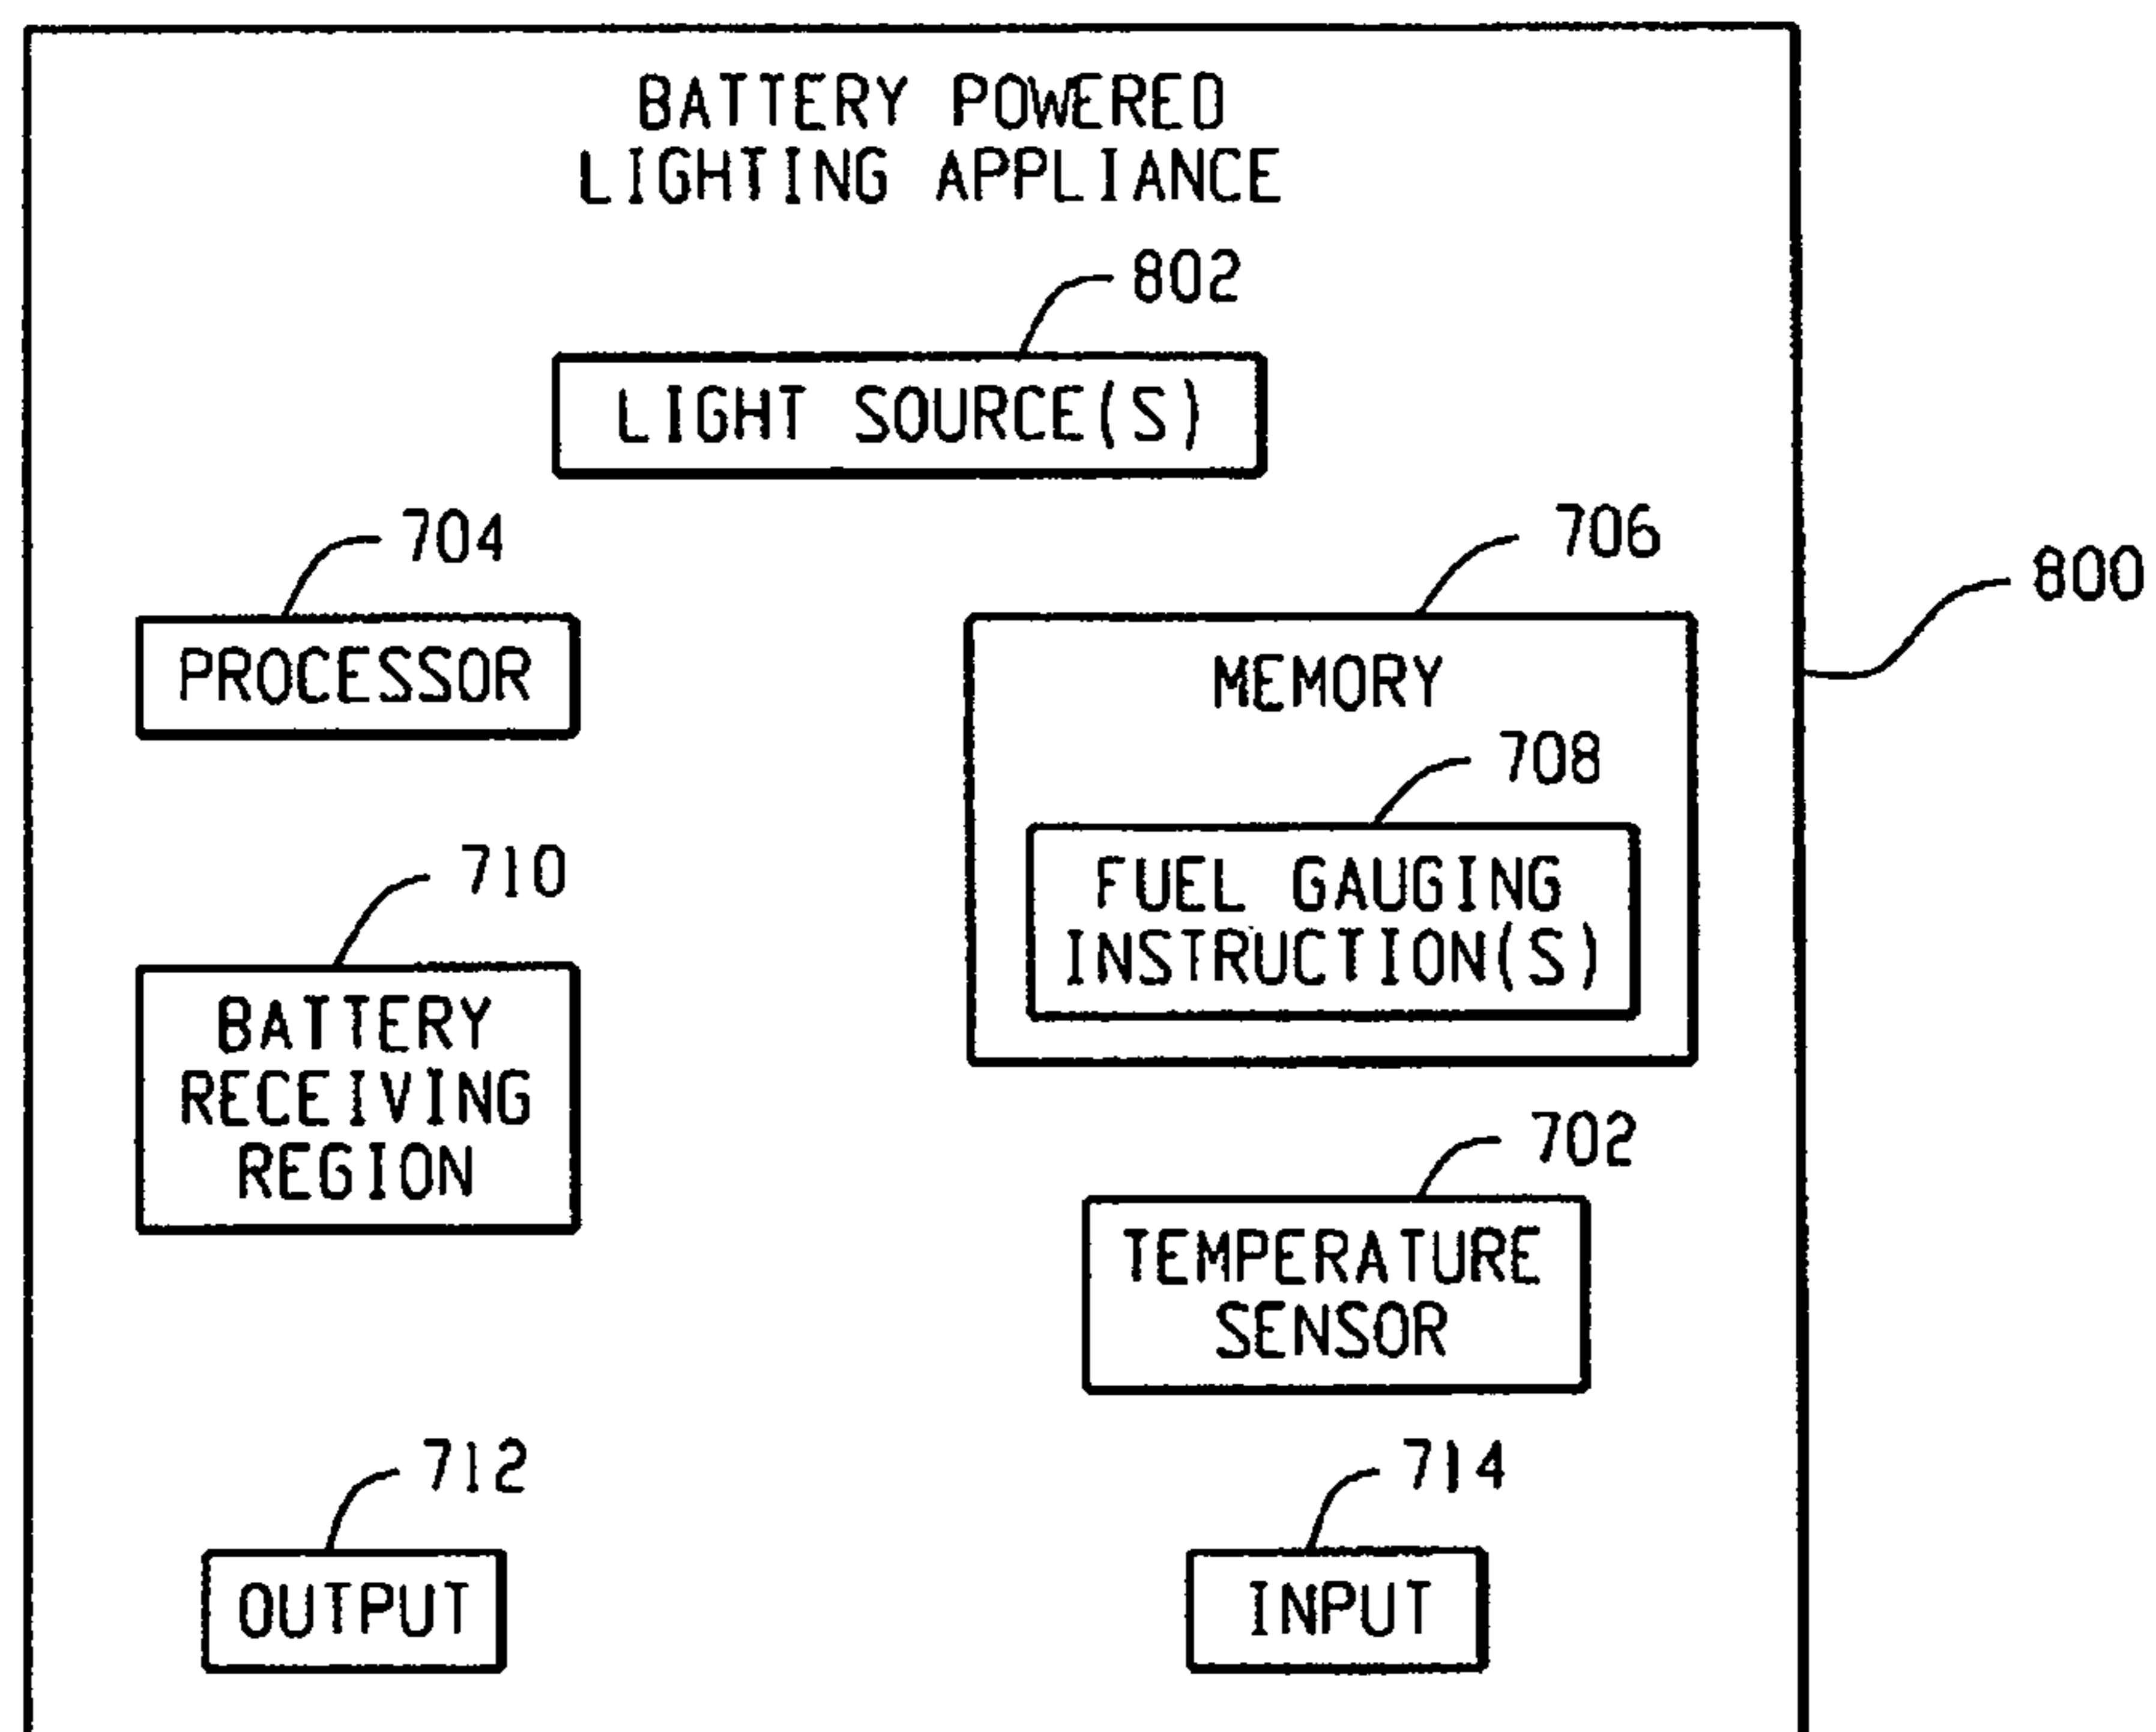 BATTERY POWERED
LIGHTING APPLIANCE
802
LIGHT SOURCE(S)
704
PROCESSOR
706
MEMORY
800
708
FUEL GAUGING
INSTRUCTION(S)
710
BATTERY
RECEIVING
REGION
702
TEMPERATURE
SENSOR
712
OUTPUT
714
INPUT